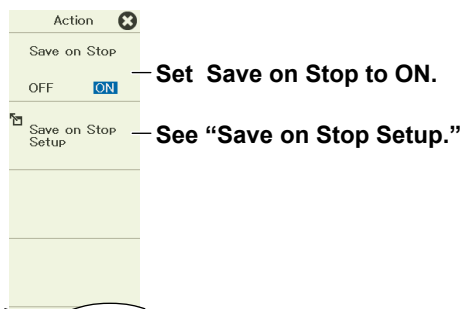 Action
Save on Stop
OFF ON
Set Save on Stop to ON.
Save on Stop
Setup
See “Save on Stop Setup.”